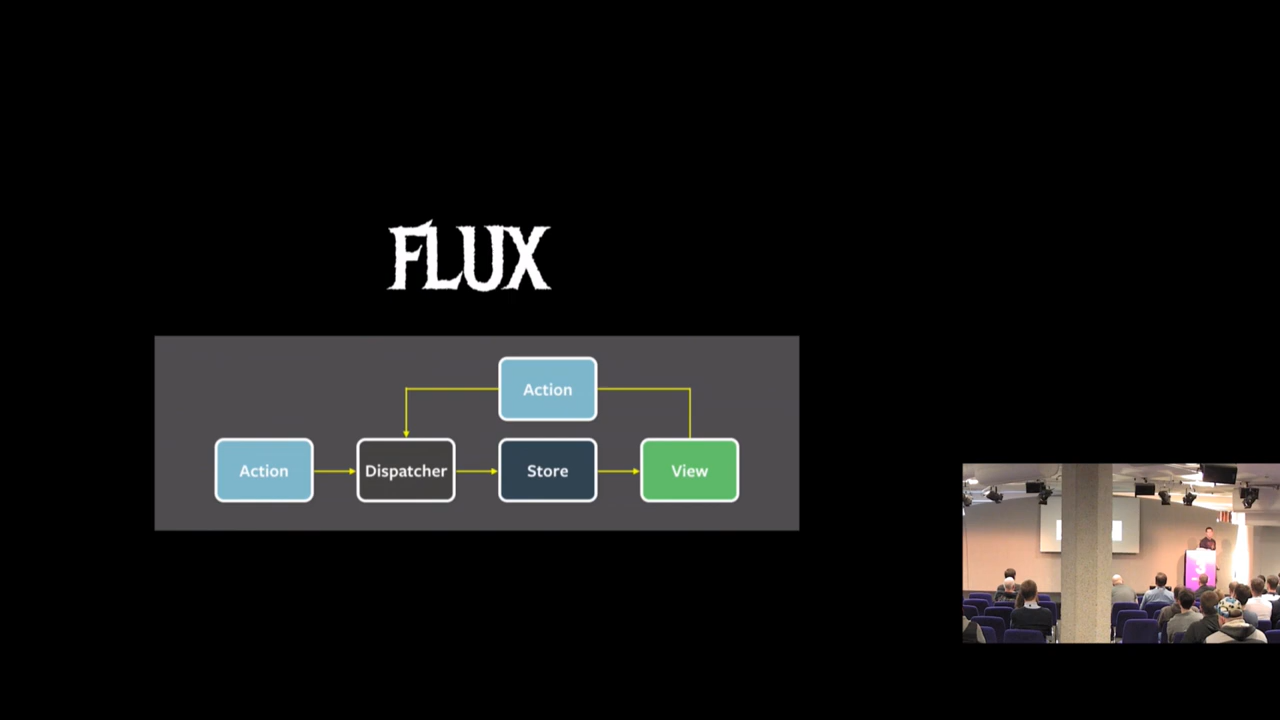 FLUX
Action
Action
Dispatcher
Store
View